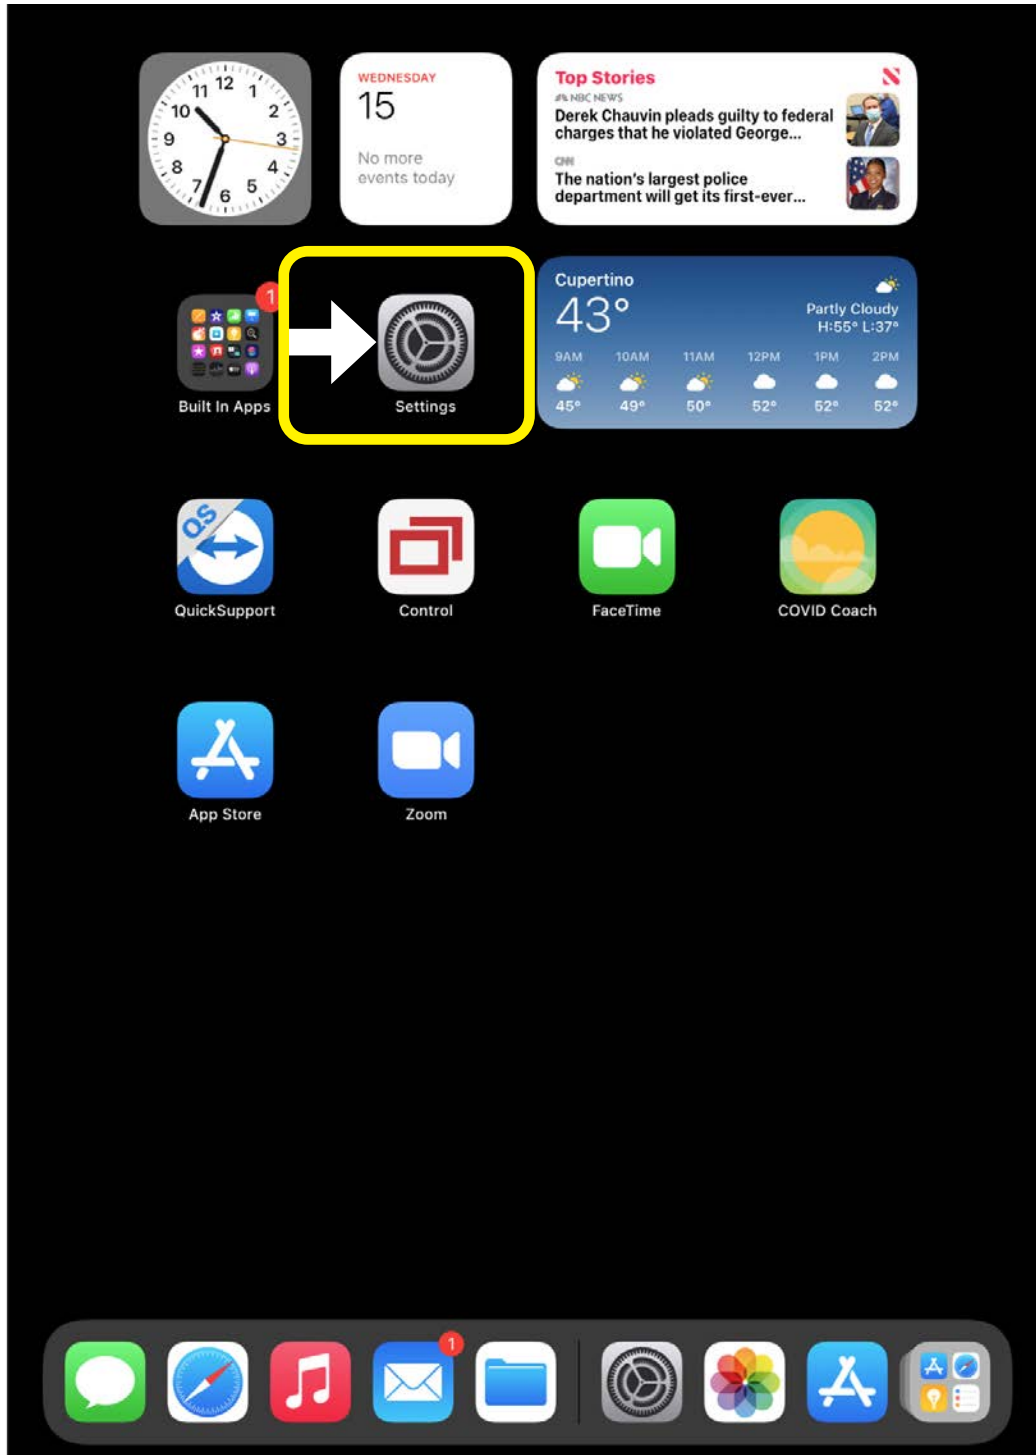 11 12 1
10 2
9 3
8 4
7 6 5
WEDNESDAY
15
No more
events today
Top Stories
NBC NEWS
Derek Chauvin pleads guilty to federal
charges that he violated George...
CNN
The nation's largest police
department will get its first-ever...
1
Built In Apps
Settings
Cupertino
43°
Partly Cloudy
H:55° L:37°
9AM 10AM 11AM 12PM 1PM 2PM
45° 49° 50° 52° 52° 52°
QS
QuickSupport
Control
FaceTime
COVID Coach
App Store
Zoom
1